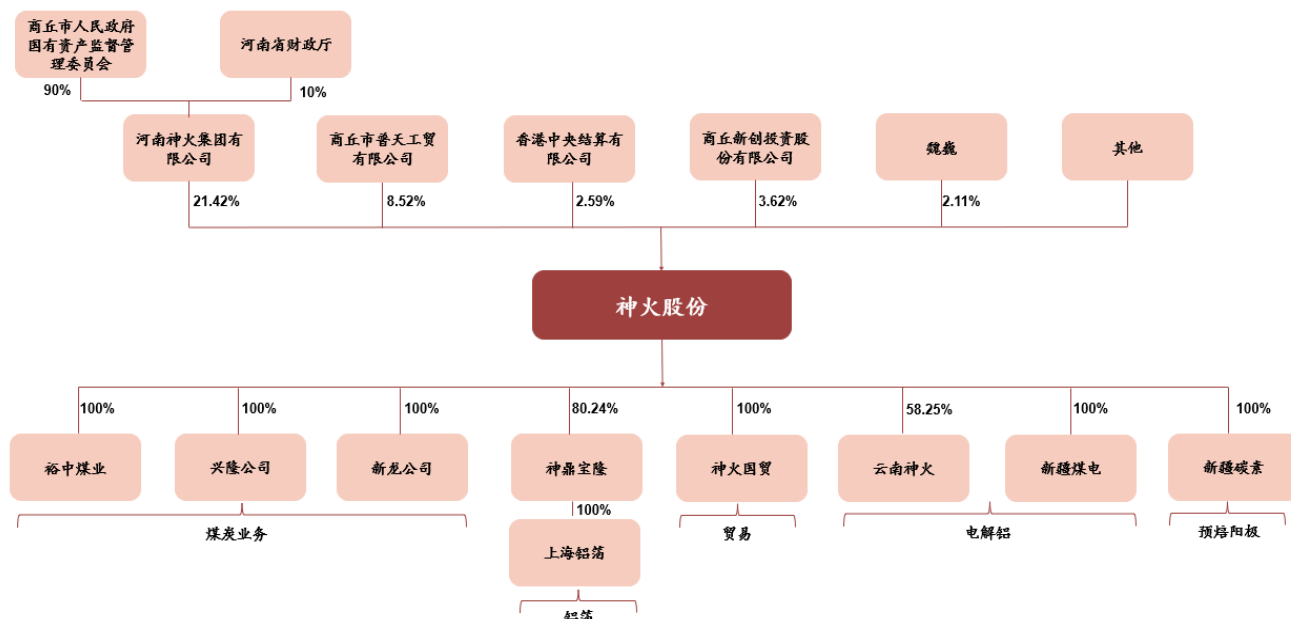 商丘市人民政府
国有资产监督管
理委员会
河南省财政厅
90%
10%
河南神火集团有
限公司
商丘市普天工贸
有限公司
香港中央结算有
限公司
商丘新创投资股
份有限公司
魏巍
其他
21.42%
8.52%
2.59%
3.62%
2.11%
神火股份
100%
100%
100%
80.24%
100%
58.25%
100%
100%
裕中煤业
兴隆公司
新龙公司
神鼎宝隆
神火国贸
云南神火
新疆煤电
新疆碳素
100%
煤炭业务
贸易
电解铝
预焙阳极
上海铝箔
铝箔